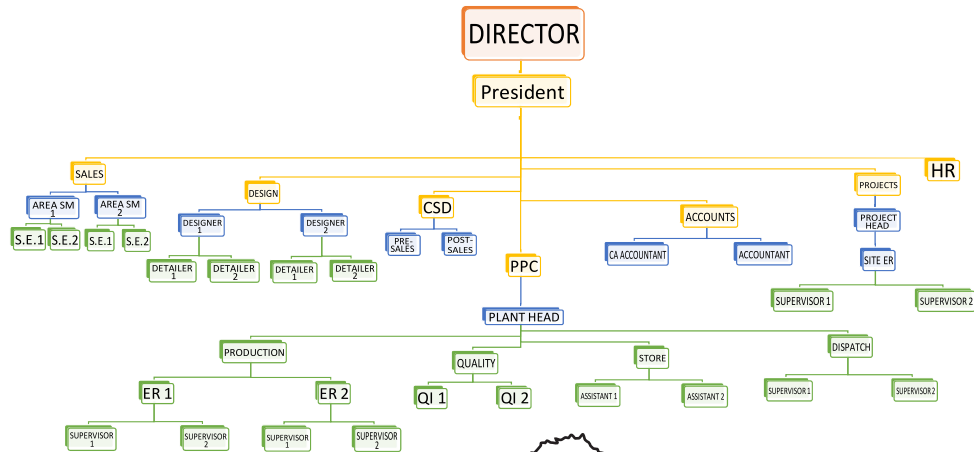 DIRECTOR
President
SALES
AREA SM
1
AREA SM
2
S.E.1
S.E.2
S.E.1
S.E.2
DESIGN
DESIGNER
1
DESIGNER
2
DETAILER
1
DETAILER
2
DETAILER
1
DETAILER
2
CSD
PRE-
SALES
POST-
SALES
PPC
ACCOUNTS
CA ACCOUNTANT
ACCOUNTANT
PROJECTS
PROJECT
HEAD
SITE ER
SUPERVISOR 1
SUPERVISOR 2
HR
PLANT HEAD
PRODUCTION
ER 1
ER 2
SUPERVISOR
1
SUPERVISOR
2
SUPERVISOR
1
SUPERVISOR
2
QUALITY
QI 1
QI 2
STORE
ASSISTANT 1
ASSISTANT 2
DISPATCH
SUPERVISOR 1
SUPERVISOR 2